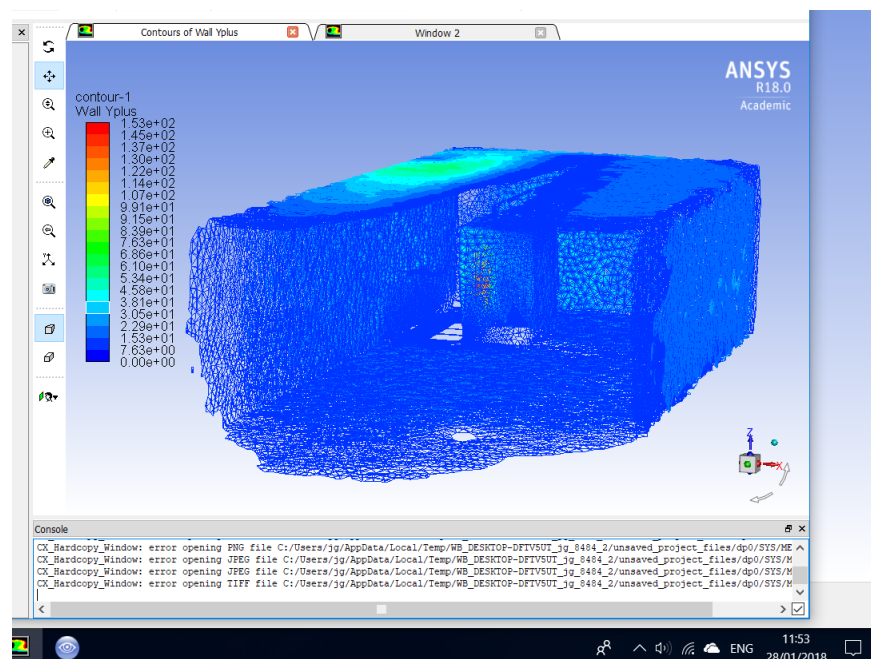 Contours of Wall Yplus
Window 2
ANSYS
R18.0
Academic
contour-1
Wall Yplus
1.53e+02
1.45e+02
1.37e+02
1.30e+02
1.22e+02
1.14e+02
1.07e+02
9.91e+01
9.15e+01
8.39e+01
7.63e+01
6.86e+01
6.10e+01
5.34e+01
4.58e+01
3.81e+01
3.05e+01
2.29e+01
1.53e+01
7.63e+00
0.00e+00
Z
X
Console
CX_Hardcopy_Window: error opening PNG file C:/Users/jg/AppData/Local/Temp/WB_DESKTOP-DFTV5UT_jg_8484_2/unsaved_project_files/dp0/SYS/ME
CX_Hardcopy_Window: error opening JPEG file C:/Users/jg/AppData/Local/Temp/WB_DESKTOP-DFTV5UT_jg_8484_2/unsaved_project_files/dp0/SYS/M
CX_Hardcopy_Window: error opening JPEG file C:/Users/jg/AppData/Local/Temp/WB_DESKTOP-DFTV5UT_jg_8484_2/unsaved_project_files/dp0/SYS/M
CX_Hardcopy_Window: error opening TIFF file C:/Users/jg/AppData/Local/Temp/WB_DESKTOP-DFTV5UT_jg_8484_2/unsaved_project_files/dp0/SYS/M
ENG
11:53
28/01/2018